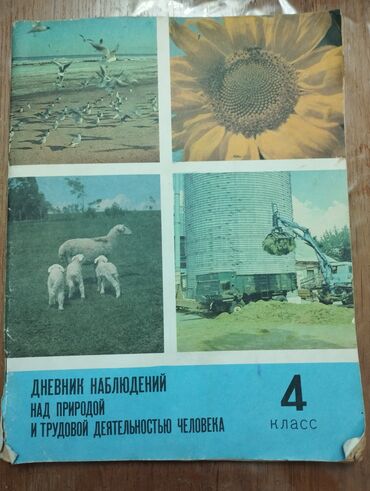 ДНЕВНИК НАБЛЮДЕНИЙ
НАД ПРИРОДОЙ
И ТРУДОВОЙ ДЕЯТЕЛЬНОСТЬЮ ЧЕЛОВЕКА
4
КЛАСС